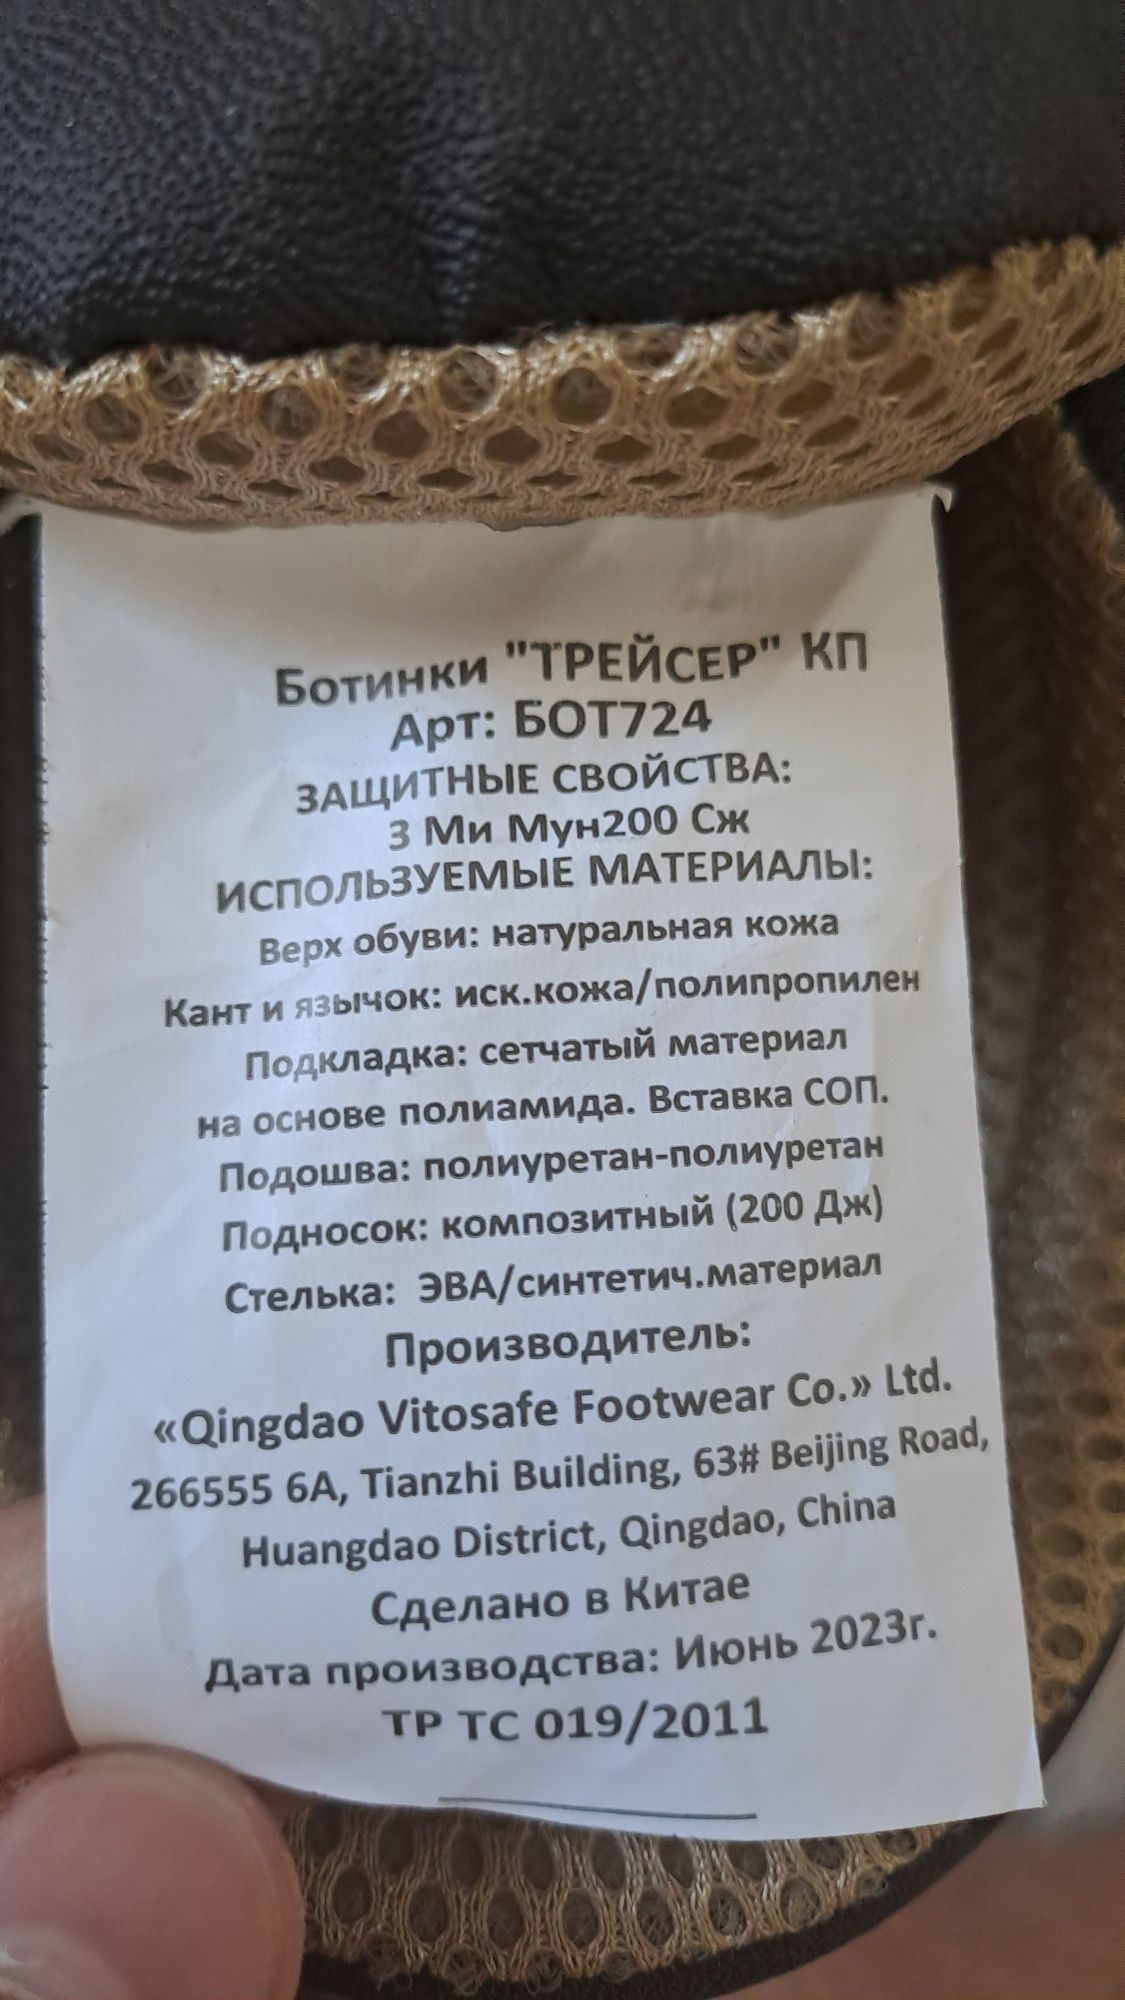 Ботинки "ТРЕЙСЕР" КП
Арт: БОТ724
ЗАЩИТНЫЕ СВОЙСТВА:
З Ми Мун200 Сж
ИСПОЛЬЗУЕМЫЕ МАТЕРИАЛЫ:
Верх обуви: натуральная кожа
Кант и язычок: иск.кожа/полипропилен
Подкладка: сетчатый материал
на основе полиамида. Вставка СОП.
Подошва: полиуретан-полиуретан
Подносок: композитный (200 Дж)
Стелька: ЭВА/синтетич.материал
Производитель:
«Qingdao Vitosafe Footwear Co.» Ltd.
266555 6A, Tianzhi Building, 63# Beijing Road,
Huangdao District, Qingdao, China
Сделано в Китае
Дата производства: Июнь 2023г.
ТР ТС 019/2011